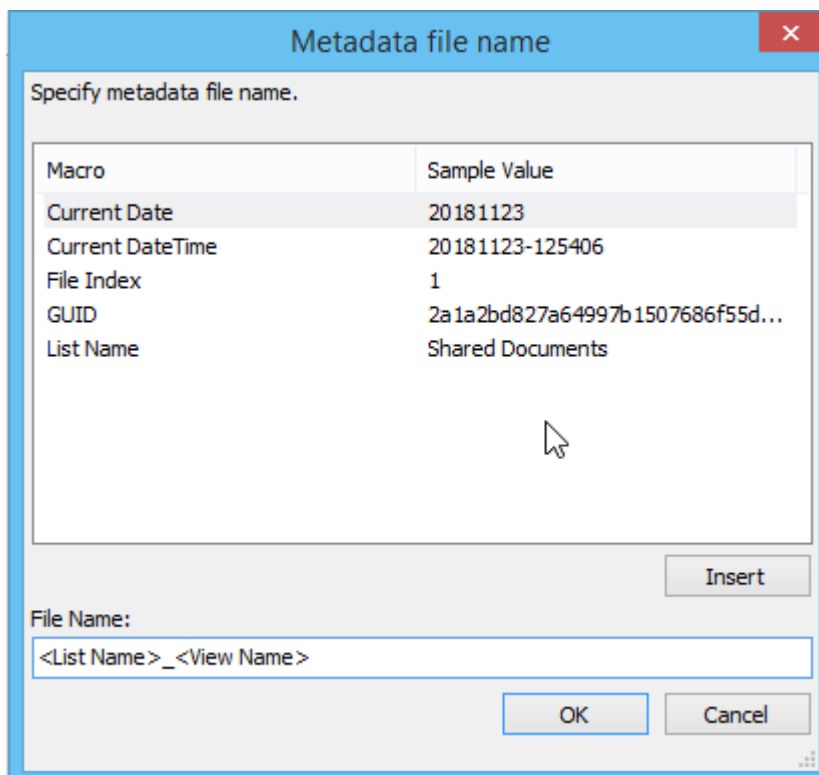 Metadata file name
Specify metadata file name.
Macro Sample Value
Current Date 20181123
Current DateTime 20181123-125406
File Index 1
GUID 2a1a2bd827a64997b1507686f55d...
List Name Shared Documents
Insert
File Name:
<List Name>_<View Name>
OK Cancel